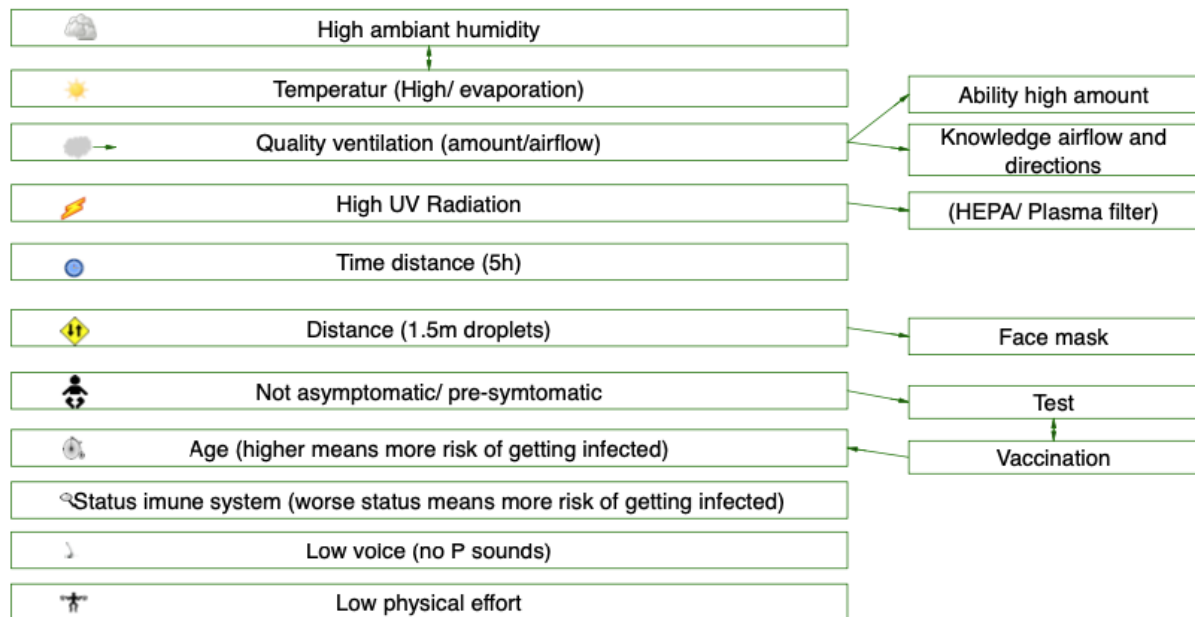 High ambiant humidity
Temperatur (High/ evaporation)
Ability high amount
Quality ventilation (amount/airflow)
Knowledge airflow and
directions
High UV Radiation
(HEPA/ Plasma filter)
Time distance (5h)
Distance (1.5m droplets)
Face mask
Not asymptomatic/ pre-symtomatic
Test
Age (higher means more risk of getting infected)
Vaccination
Status imune system (worse status means more risk of getting infected)
Low voice (no P sounds)
Low physical effort